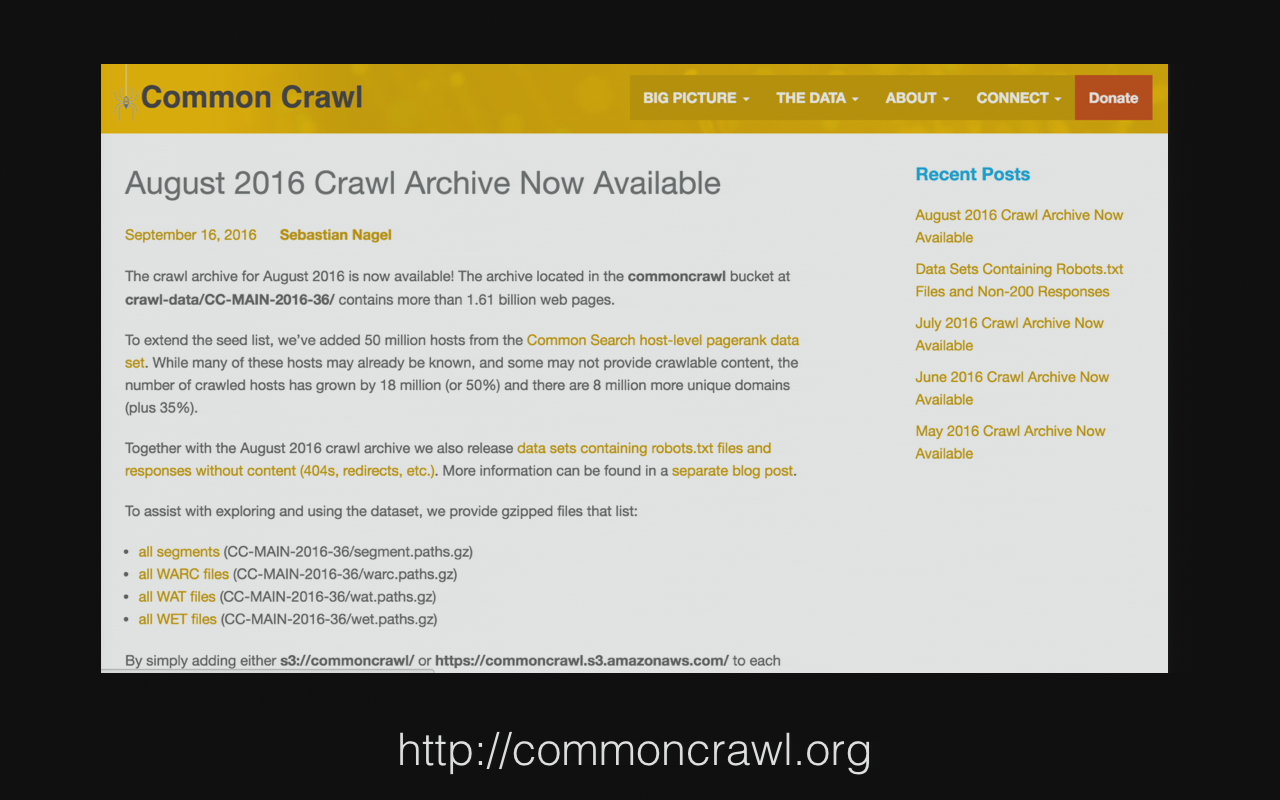 Common Crawl
BIG PICTURE
THE DATA
ABOUT
CONNECT
Donate
August 2016 Crawl Archive Now Available
September 16, 2016 Sebastian Nagel
The crawl archive for August 2016 is now available! The archive located in the commoncrawl bucket at
crawl-data/CC-MAIN-2016-36/ contains more than 1.61 billion web pages.
To extend the seed list, we've added 50 million hosts from the Common Search host-level pagerank data
set. While many of these hosts may already be known, and some may not provide crawlable content, the
number of crawled hosts has grown by 18 million (or 50%) and there are 8 million more unique domains
(plus 35%).
Together with the August 2016 crawl archive we also release data sets containing robots.txt files and
responses without content (404s, redirects, etc.). More information can be found in a separate blog post.
To assist with exploring and using the dataset, we provide gzipped files that list:
• all segments (CC-MAIN-2016-36/segment.paths.gz)
• all WARC files (CC-MAIN-2016-36/warc.paths.gz)
• all WAT files (CC-MAIN-2016-36/wat.paths.gz)
• all WET files (CC-MAIN-2016-36/wet.paths.gz)
By simply adding either s3://commoncrawl/ or https://commoncrawl.s3.amazonaws.com/ to each
Recent Posts
August 2016 Crawl Archive Now
Available
Data Sets Containing Robots.txt
Files and Non-200 Responses
July 2016 Crawl Archive Now
Available
June 2016 Crawl Archive Now
Available
May 2016 Crawl Archive Now
Available
http://commoncrawl.org